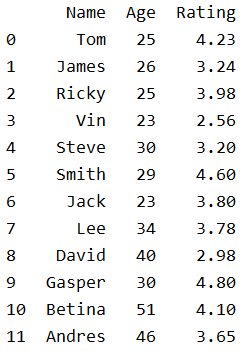 Name Age Rating
0 Tom 25 4.23
1 James 26 3.24
2 Ricky 25 3.98
3 Vin 23 2.56
4 Steve 30 3.20
5 Smith 29 4.60
6 Jack 23 3.80
7 Lee 34 3.78
8 David 40 2.98
9 Gasper 30 4.80
10 Betina 51 4.10
11 Andres 46 3.65